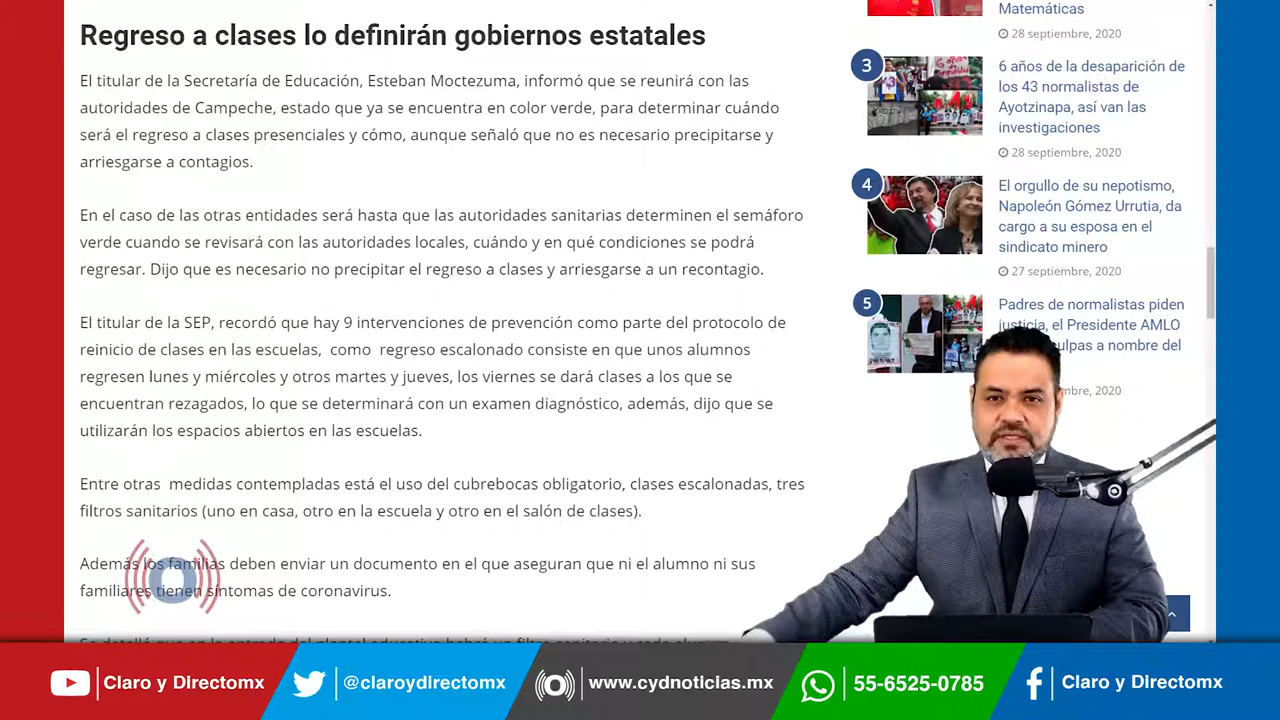 Regreso a clases lo definirán gobiernos estatales
El titular de la Secretaría de Educación, Esteban Moctezuma, informó que se reunirá con las
autoridades de Campeche, estado que ya se encuentra en color verde, para determinar cuándo
será el regreso a clases presenciales y cómo, aunque señaló que no es necesario precipitarse y
arriesgarse a contagios.
En el caso de las otras entidades será hasta que las autoridades sanitarias determinen el semáforo
verde cuando se revisará con las autoridades locales, cuándo y en qué condiciones se podrá
regresar. Dijo que es necesario no precipitar el regreso a clases y arriesgarse a un recontagio.
El titular de la SEP, recordó que hay 9 intervenciones de prevención como parte del protocolo de
reinicio de clases en las escuelas, como regreso escalonado consiste en que unos alumnos
regresen lunes y miércoles y otros martes y jueves, los viernes se dará clases a los que se
encuentran rezagados, lo que se determinará con un examen diagnóstico, además, dijo que se
utilizarán los espacios abiertos en las escuelas.
Entre otras medidas contempladas está el uso del cubrebocas obligatorio, clases escalonadas, tres
filtros sanitarios (uno en casa, otro en la escuela y otro en el salón de clases).
Además los familias deben enviar un documento en el que aseguran que ni el alumno ni sus
familiares tienen síntomas de coronavirus.
Matemáticas
28 septiembre, 2020
3
6 años de la desaparición de
los 43 normalistas de
Ayotzinapa, así van las
investigaciones
28 septiembre, 2020
4
El orgullo de su nepotismo,
Napoleón Gómez Urrutia, da
cargo a su esposa en el
sindicato minero
27 septiembre, 2020
5
Padres de normalistas piden
justicia, el Presidente AMLO
culpas a nombre del
2020
Claro y Directomx
@claroydirectomx
www.cydnoticias.mx
55-6525-0785
Claro y Directomx